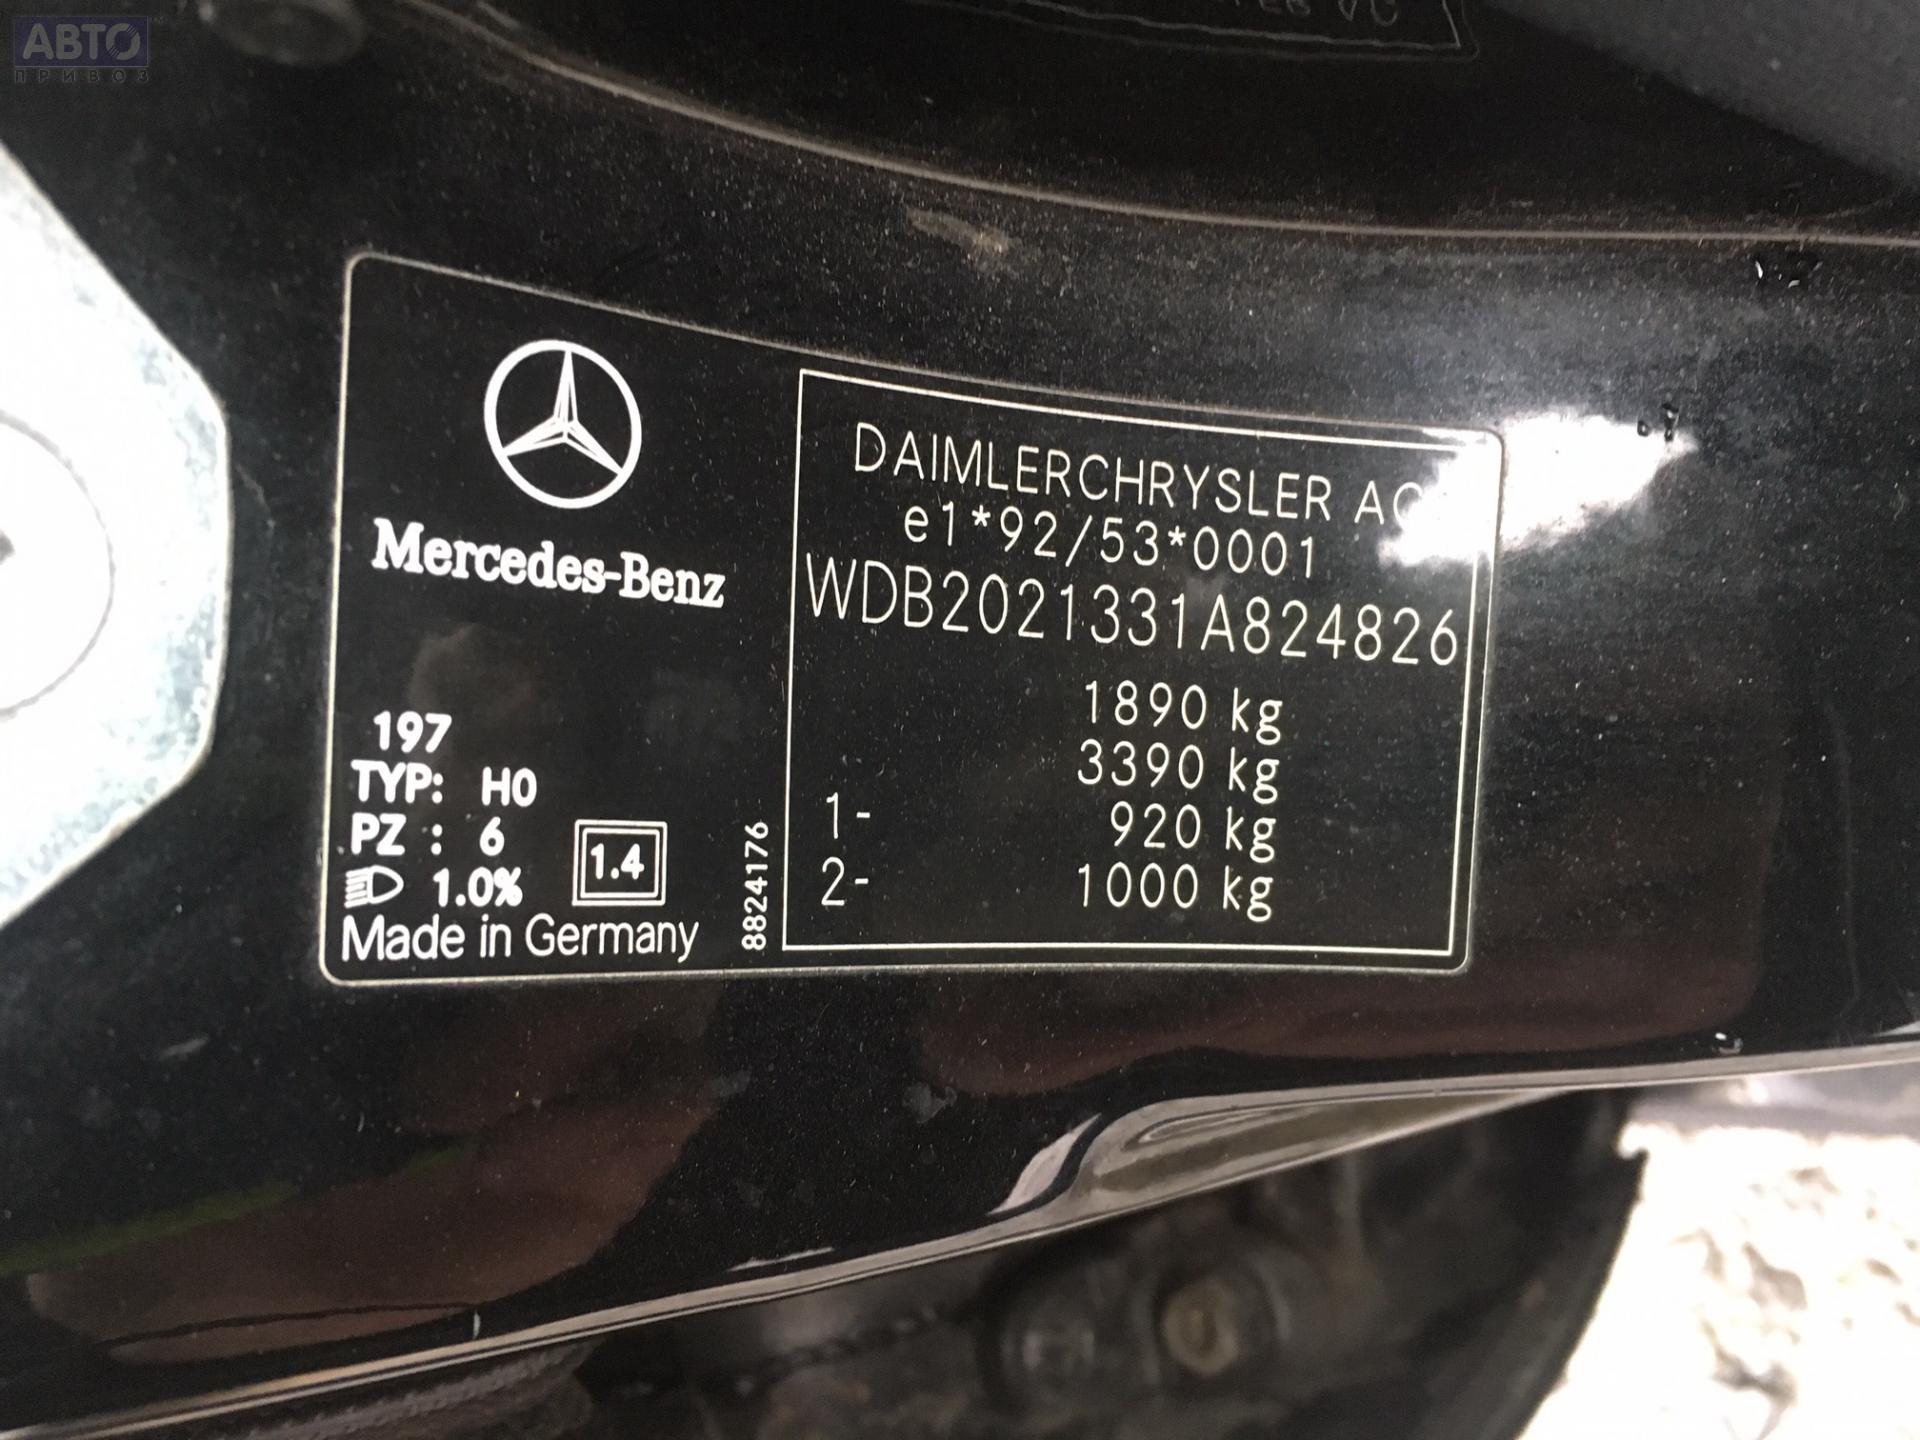 АВТО
ПРИВОЗ
Mercedes-Benz
197
TYP: H0
PZ : 6
1.0%
1.4
Made in Germany
8824176
DAIMLERCHRYSLER AG
e1*92/53*0001
WDB2021331A824826
1890 kg
3390 kg
1- 920 kg
2- 1000 kg